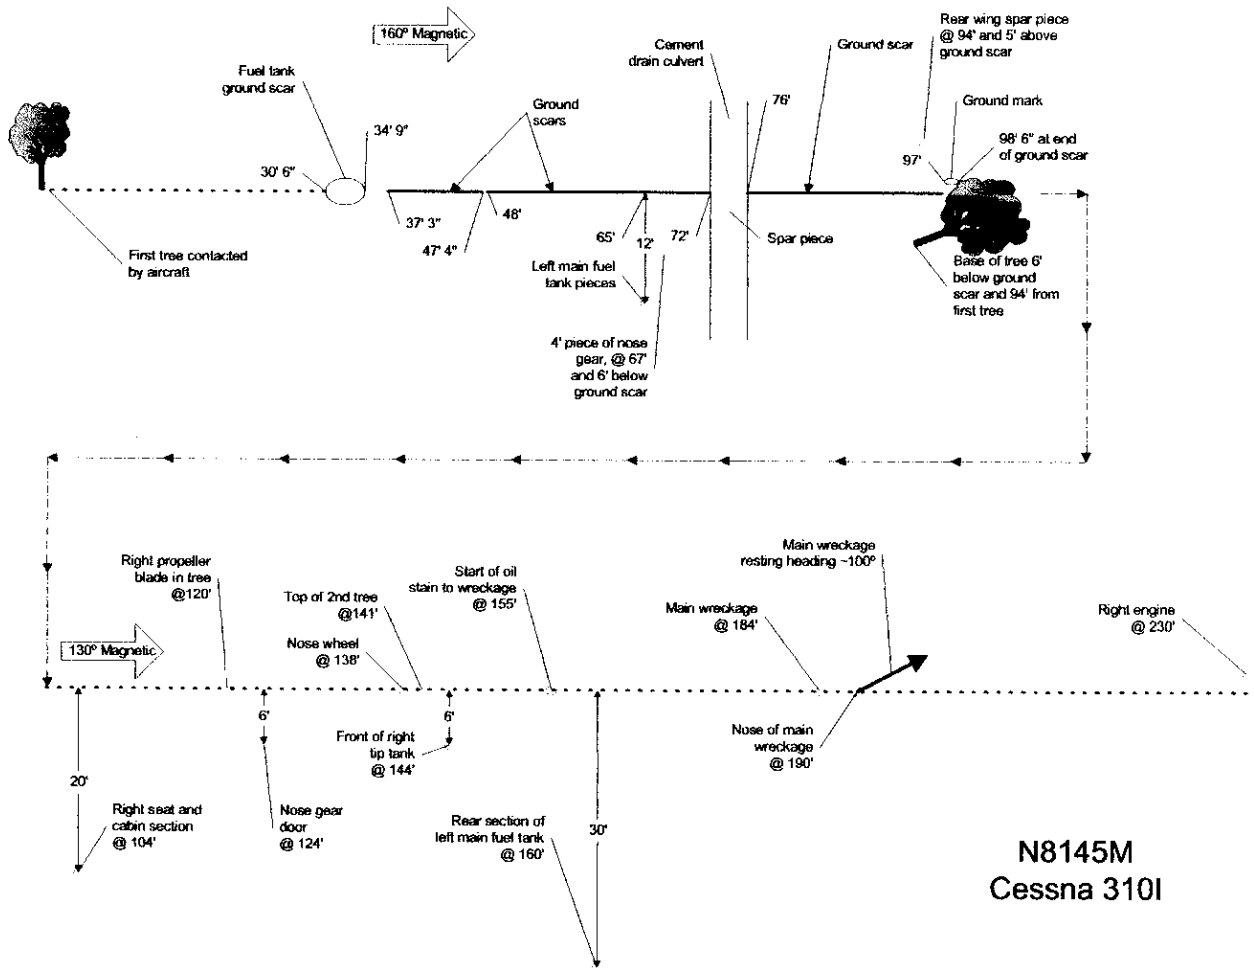 160º Magnetic
Fuel tank
ground scar
34' 9"
30' 6"
First tree contacted
by aircraft
Ground
scars
37' 3"
47' 4"
48'
65'
12'
72'
Left main fuel
tank pieces
4' piece of nose
gear, @ 67'
and 6' below
ground scar
Cement
drain culvert
76'
Spar piece
Ground scar
Rear wing spar piece
@ 94' and 5' above
ground scar
Ground mark
97'
98' 6" at end
of ground scar
Base of tree 6'
below ground
scar and 94' from
first tree
130º Magnetic
Right propeller
blade in tree
@120'
Top of 2nd tree
@141'
Nose wheel
@ 138'
Start of oil
stain to wreckage
@ 155'
Main wreckage
@ 184'
Main wreckage
resting heading ~100º
Right engine
@ 230'
20'
Right seat and
cabin section
@ 104'
6'
Nose gear
door
@ 124'
6'
Front of right
tip tank
@ 144'
30'
Rear section of
left main fuel tank
@ 160'
Nose of main
wreckage
@ 190'
N8145M
Cessna 310I